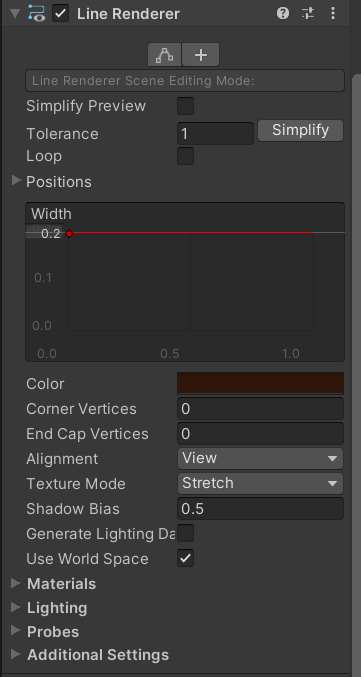 Line Renderer
Line Renderer Scene Editing Mode:
Simplify Preview
Tolerance 1 Simplify
Loop
Positions
Width
0.2
0.1
0.0
0.0 0.5 1.0
Color
Corner Vertices 0
End Cap Vertices 0
Alignment View
Texture Mode Stretch
Shadow Bias 0.5
Generate Lighting Da
Use World Space
Materials
Lighting
Probes
Additional Settings